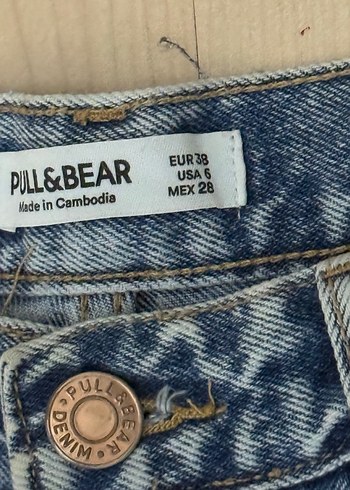 PULL&BEAR
Made in Cambodia
EUR 38
USA 6
MEX 28
PULL&BEAR
DENIM